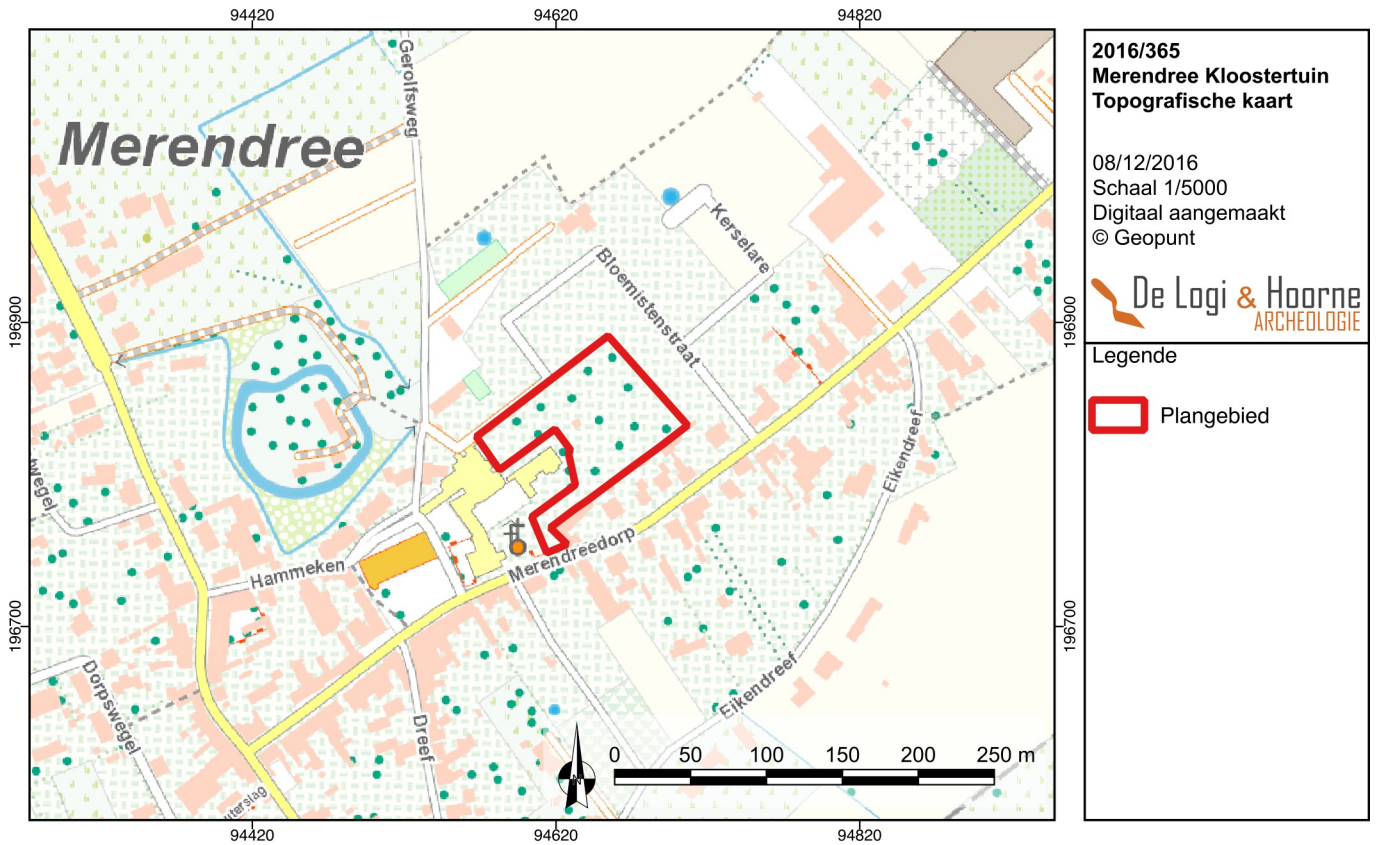 94420
94620
94820
196900
196700
196900
196700
Merendree
Gerolfsweg
Kerselare
Bloemistenstraat
Eikendreef
twegel
Hammeken
Merendreedorp
Eikendreef
Dorpswegel
Dreef
uiterslag
N
0 50 100 150 200 250 m
94420
94620
94820
2016/365
Merendree Kloostertuin
Topografische kaart
08/12/2016
Schaal 1/5000
Digitaal aangemaakt
© Geopunt
De Logi & Hoorne
ARCHEOLOGIE
Legende
Plangebied